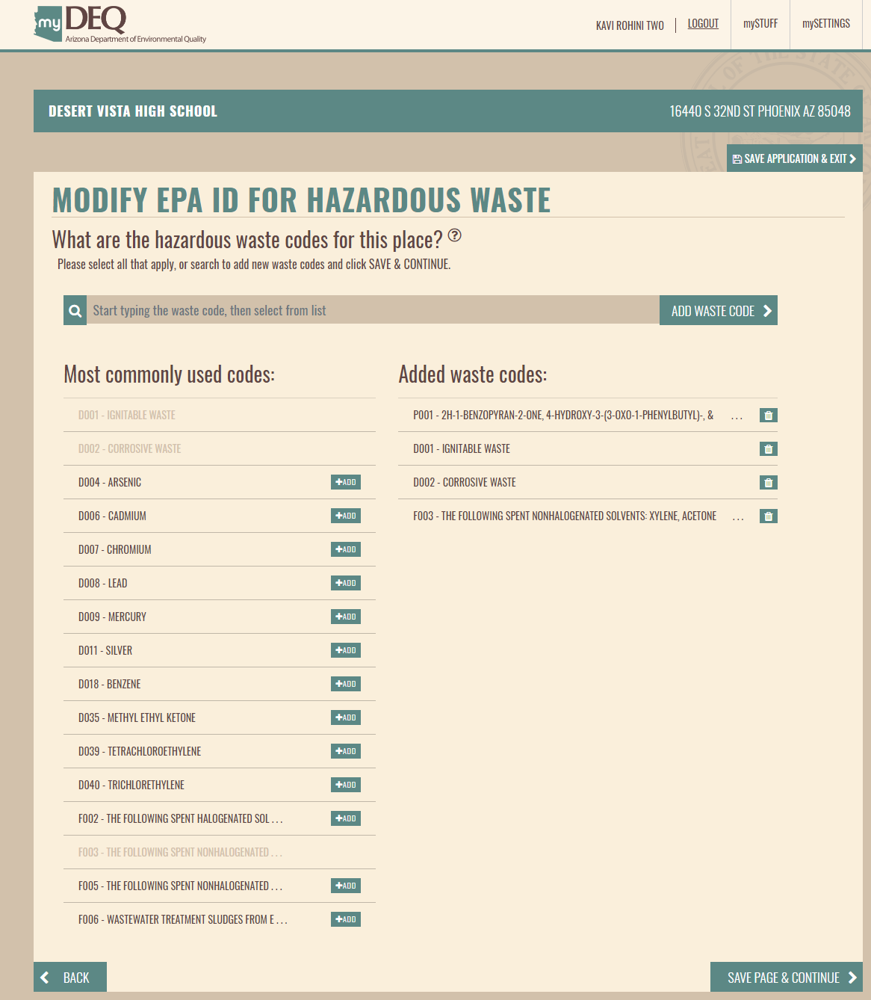 my DEQ
Arizona Department of Environmental Quality
KAVI ROHINI TWO
LOGOUT
mySTUFF
mySETTINGS
DESERT VISTA HIGH SCHOOL
16440 S 32ND ST PHOENIX AZ 85048
SAVE APPLICATION & EXIT
MODIFY EPA ID FOR HAZARDOUS WASTE
What are the hazardous waste codes for this place?
Please select all that apply, or search to add new waste codes and click SAVE & CONTINUE.
Start typing the waste code, then select from list
ADD WASTE CODE
Most commonly used codes:
D001 - IGNITABLE WASTE
D002 - CORROSIVE WASTE
D004 - ARSENIC ADD
D006 - CADMIUM ADD
D007 - CHROMIUM ADD
D008 - LEAD ADD
D009 - MERCURY ADD
D011 - SILVER ADD
D018 - BENZENE ADD
D035 - METHYL ETHYL KETONE ADD
D039 - TETRACHLOROETHYLENE ADD
D040 - TRICHLORETHYLENE ADD
F002 - THE FOLLOWING SPENT HALOGENATED SOL . . . ADD
F003 - THE FOLLOWING SPENT NONHALOGENATED . . .
F005 - THE FOLLOWING SPENT NONHALOGENATED . . . ADD
F006 - WASTEWATER TREATMENT SLUDGES FROM E . . . ADD
Added waste codes:
P001 - 2H-1-BENZOPYRAN-2-ONE, 4-HYDROXY-3-(3-OXO-1-PHENYLBUTYL)-, & . . .
D001 - IGNITABLE WASTE
D002 - CORROSIVE WASTE
F003 - THE FOLLOWING SPENT NONHALOGENATED SOLVENTS: XYLENE, ACETONE . . .
BACK
SAVE PAGE & CONTINUE